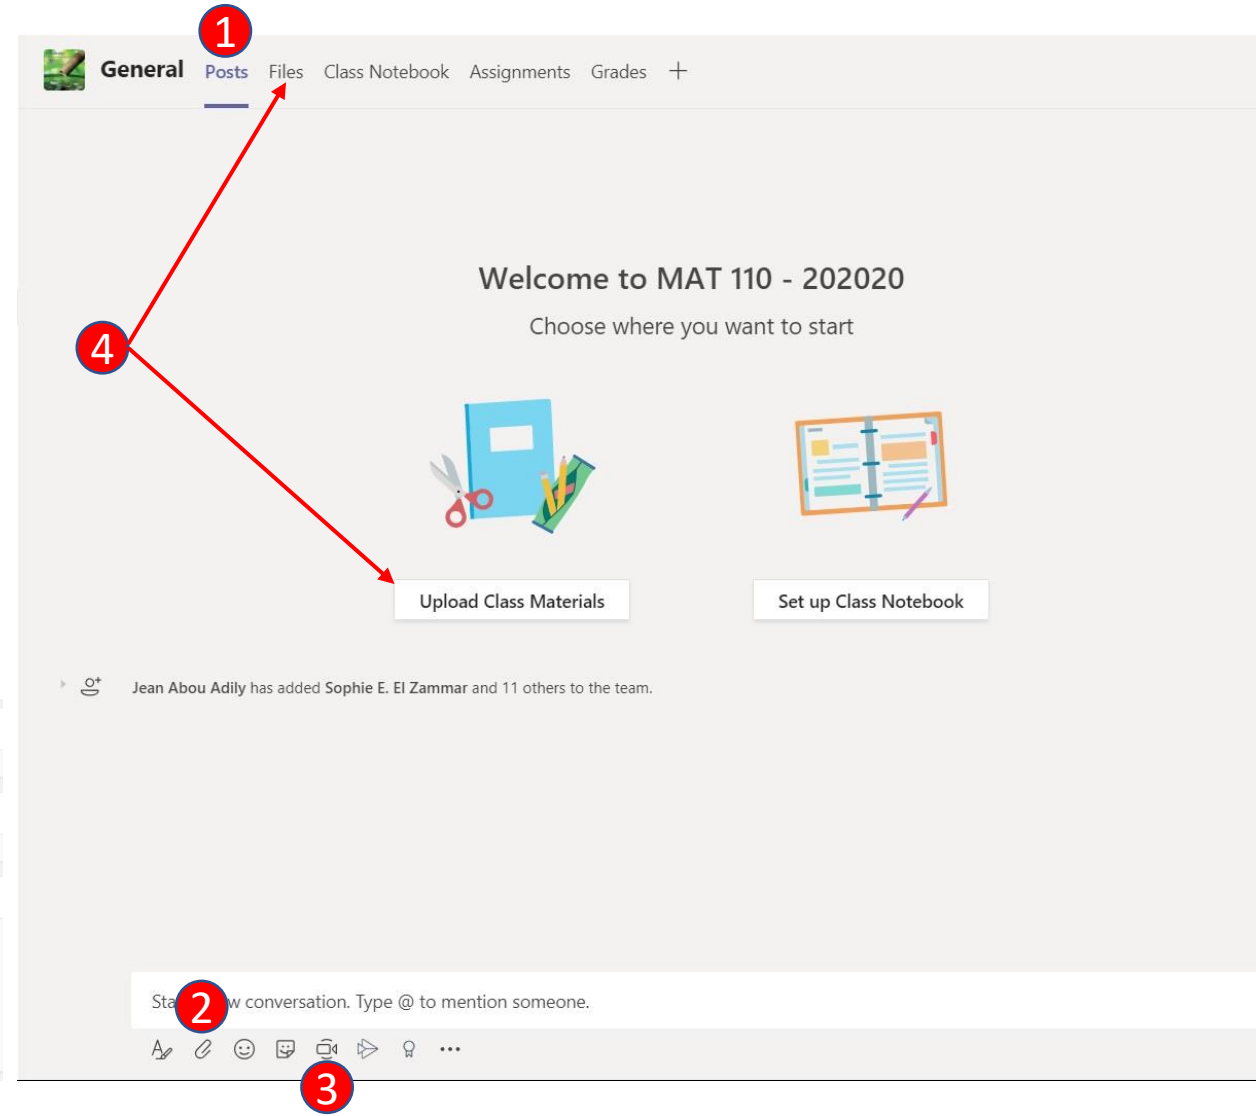 1
General Posts Files Class Notebook Assignments Grades
Welcome to MAT 110 - 202020
Choose where you want to start
4
Upload Class Materials Set up Class Notebook
Jean Abou Adily has added Sophie E. El Zammar and 11 others to the team.
Sta 2 w conversation. Type @ to mention someone.
3